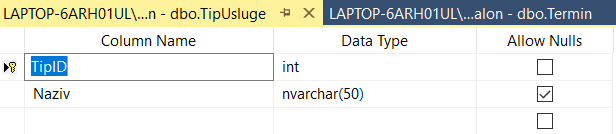 LAPTOP-6ARH01UL\...n - dbo.TipUsluge LAPTOP-6ARH01UL\...alon - dbo.Termin
Column Name Data Type Allow Nulls
TipID int
Naziv nvarchar(50)